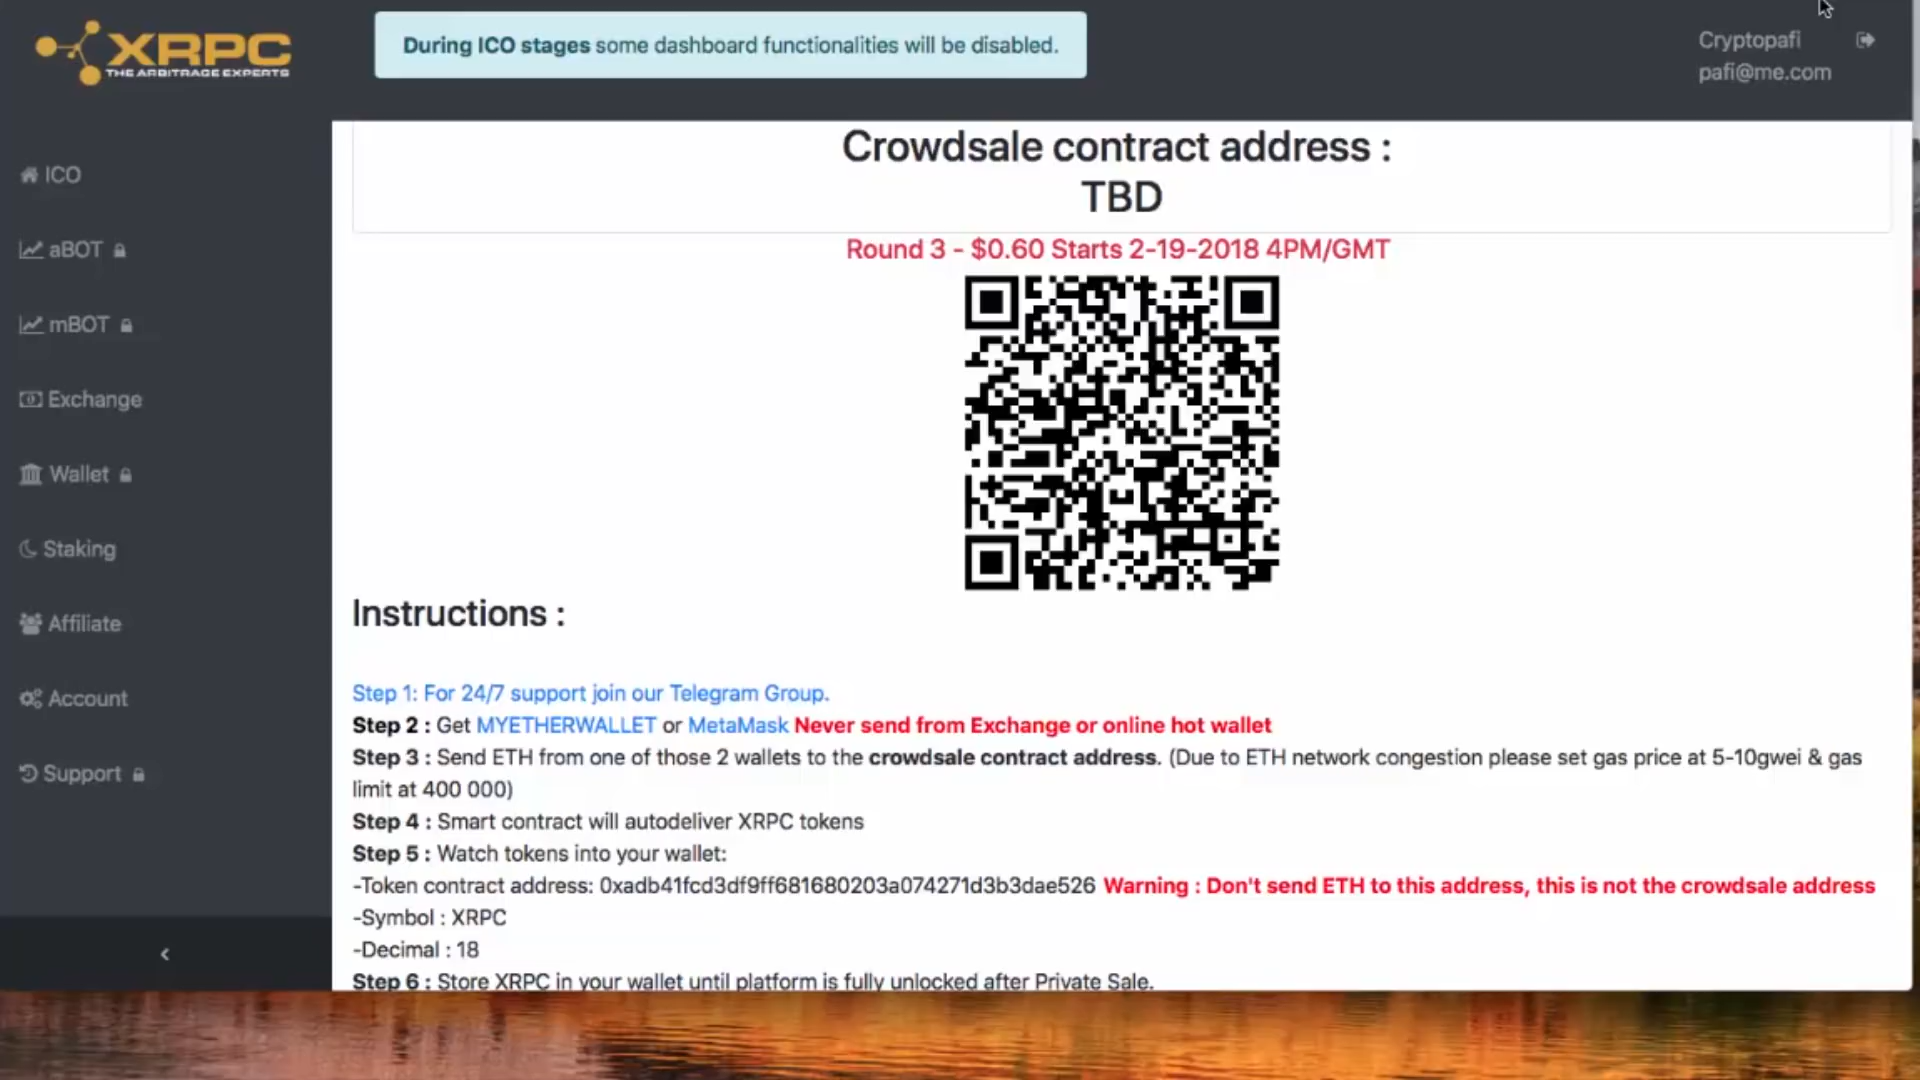 XRPC
THE ARBITRAGE EXPERTS
During ICO stages some dashboard functionalities will be disabled.
Cryptopafi
pafi@me.com
ICO
aBOT
mBOT
Exchange
Wallet
Staking
Affiliate
Account
Support
Crowdsale contract address :
TBD
Round 3 - $0.60 Starts 2-19-2018 4PM/GMT
Instructions :
Step 1: For 24/7 support join our Telegram Group.
Step 2 : Get MYETHERWALLET or MetaMask Never send from Exchange or online hot wallet
Step 3 : Send ETH from one of those 2 wallets to the crowdsale contract address. (Due to ETH network congestion please set gas price at 5-10gwei & gas
limit at 400 000)
Step 4 : Smart contract will autodeliver XRPC tokens
Step 5 : Watch tokens into your wallet:
-Token contract address: 0xadb41fcd3df9ff681680203a074271d3b3dae526 Warning : Don't send ETH to this address, this is not the crowdsale address
-Symbol : XRPC
-Decimal : 18
Step 6 : Store XRPC in your wallet until platform is fully unlocked after Private Sale.